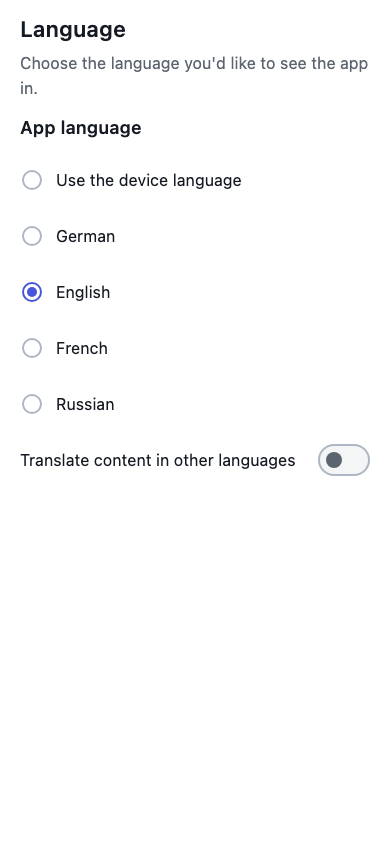 Language
Choose the language you'd like to see the app
in.
App language
Use the device language
German
English
French
Russian
Translate content in other languages